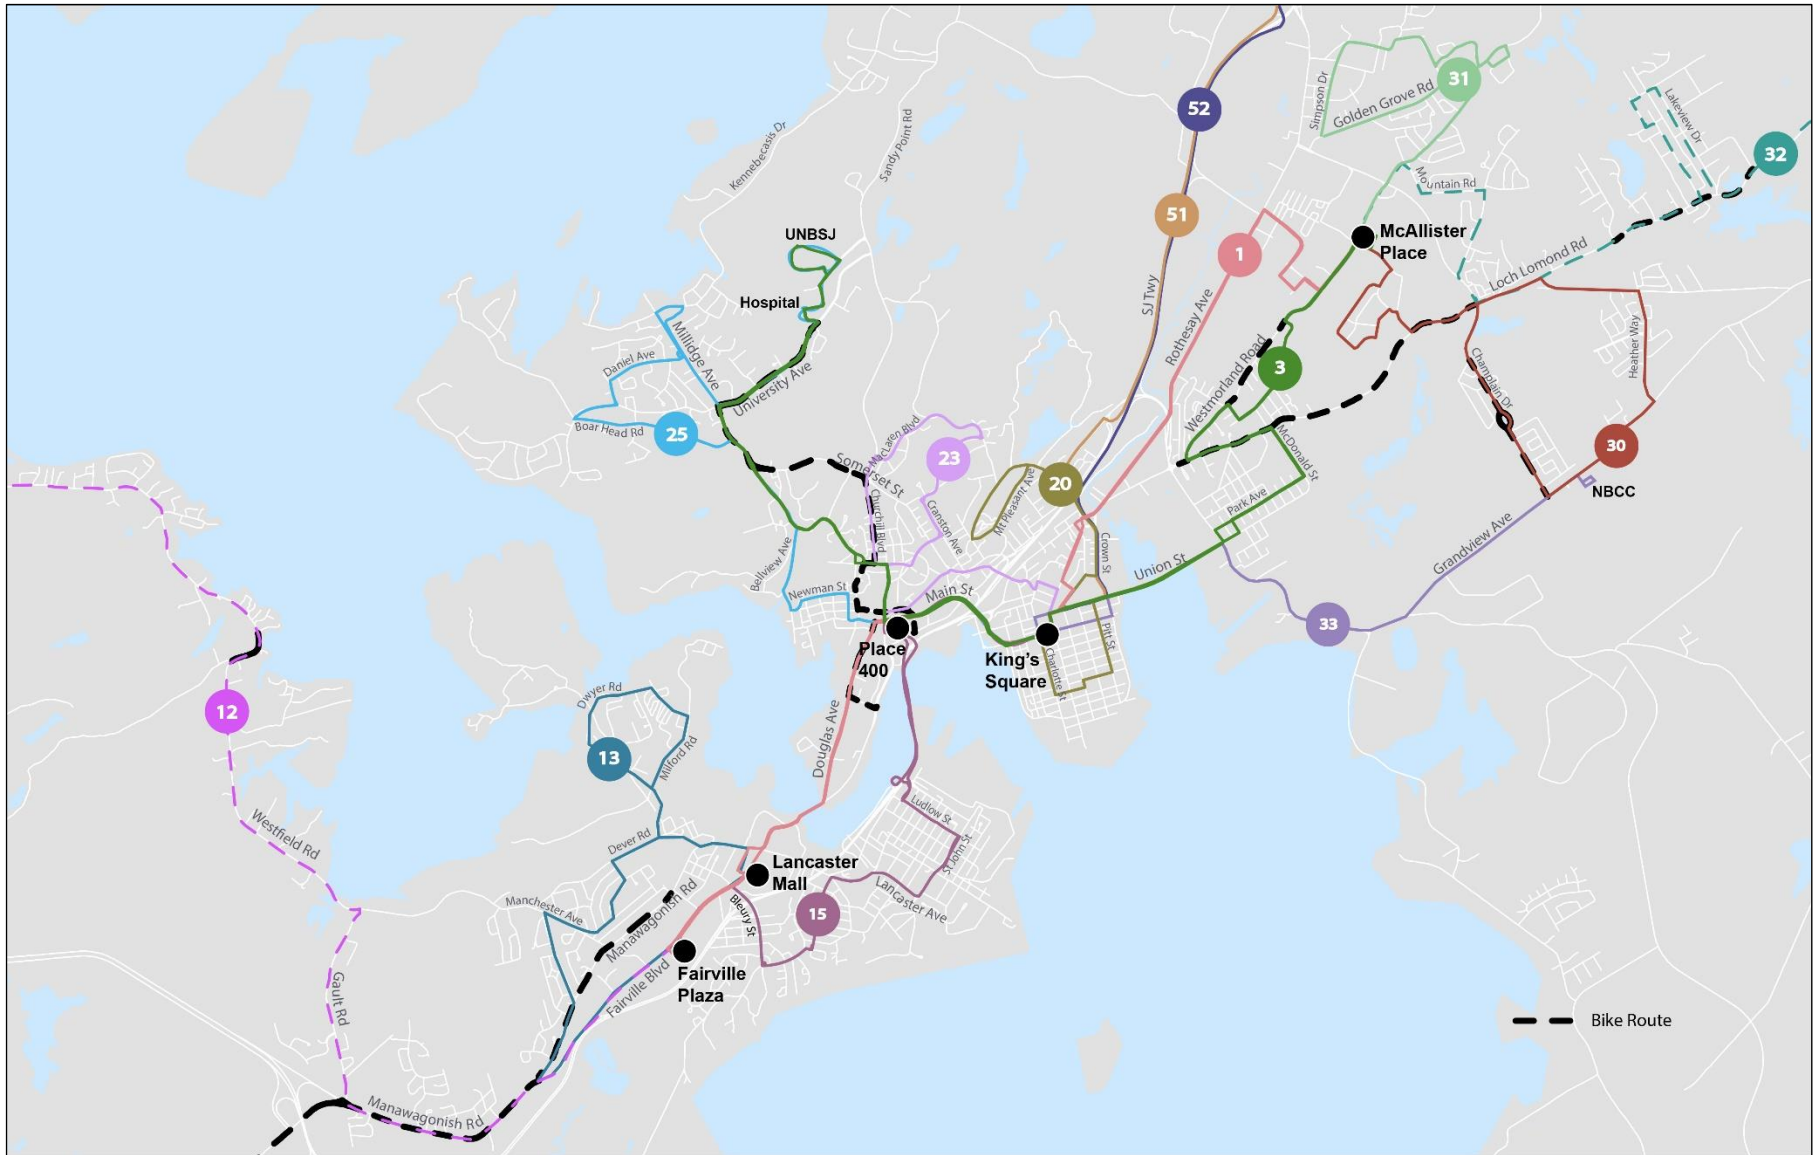 52
Simpson Dr
Golden Grove Rd
31
Lakeview Dr
32
Kennebecasis Dr
Sandy Point Rd
Mountain Rd
51
UNBSJ
1
McAllister
Place
Hospital
SJ Twy
Loch Lomond Rd
Rothesay Ave
Millidge Ave
Daniel Ave
University Ave
Westmorland Road
3
Champlain Dr
Heather Way
25
Boar Head Rd
MacLaren Blvd
23
Somerset St
McDonald St
30
NBCC
20
Mt Pleasant Ave
Churchill Blvd
Cranston Ave
Park Ave
Crown St
Grandview Ave
Bellview Ave
Newman St
Main St
Union St
33
Place
400
King's
Square
Charlotte St
Pitt St
12
Dwyer Rd
13
Milford Rd
Douglas Ave
Westfield Rd
Dever Rd
Ludlow St
St John St
Lancaster
Mall
Manchester Ave
Manawagonish Rd
Bleury St
15
Lancaster Ave
Fairville
Plaza
Fairville Blvd
Gault Rd
Manawagonish Rd
Bike Route